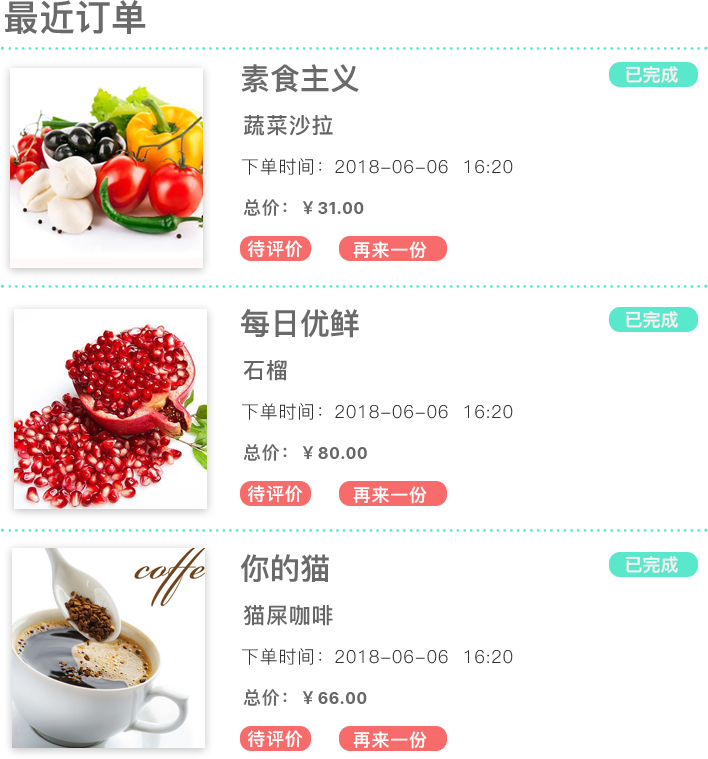 最近订单
素食主义 已完成
蔬菜沙拉
下单时间：2018-06-06 16:20
总价：￥31.00
待评价 再来一份
每日优鲜 已完成
石榴
下单时间：2018-06-06 16:20
总价：￥80.00
待评价 再来一份
coffe
你的猫 已完成
猫屎咖啡
下单时间：2018-06-06 16:20
总价：￥66.00
待评价 再来一份